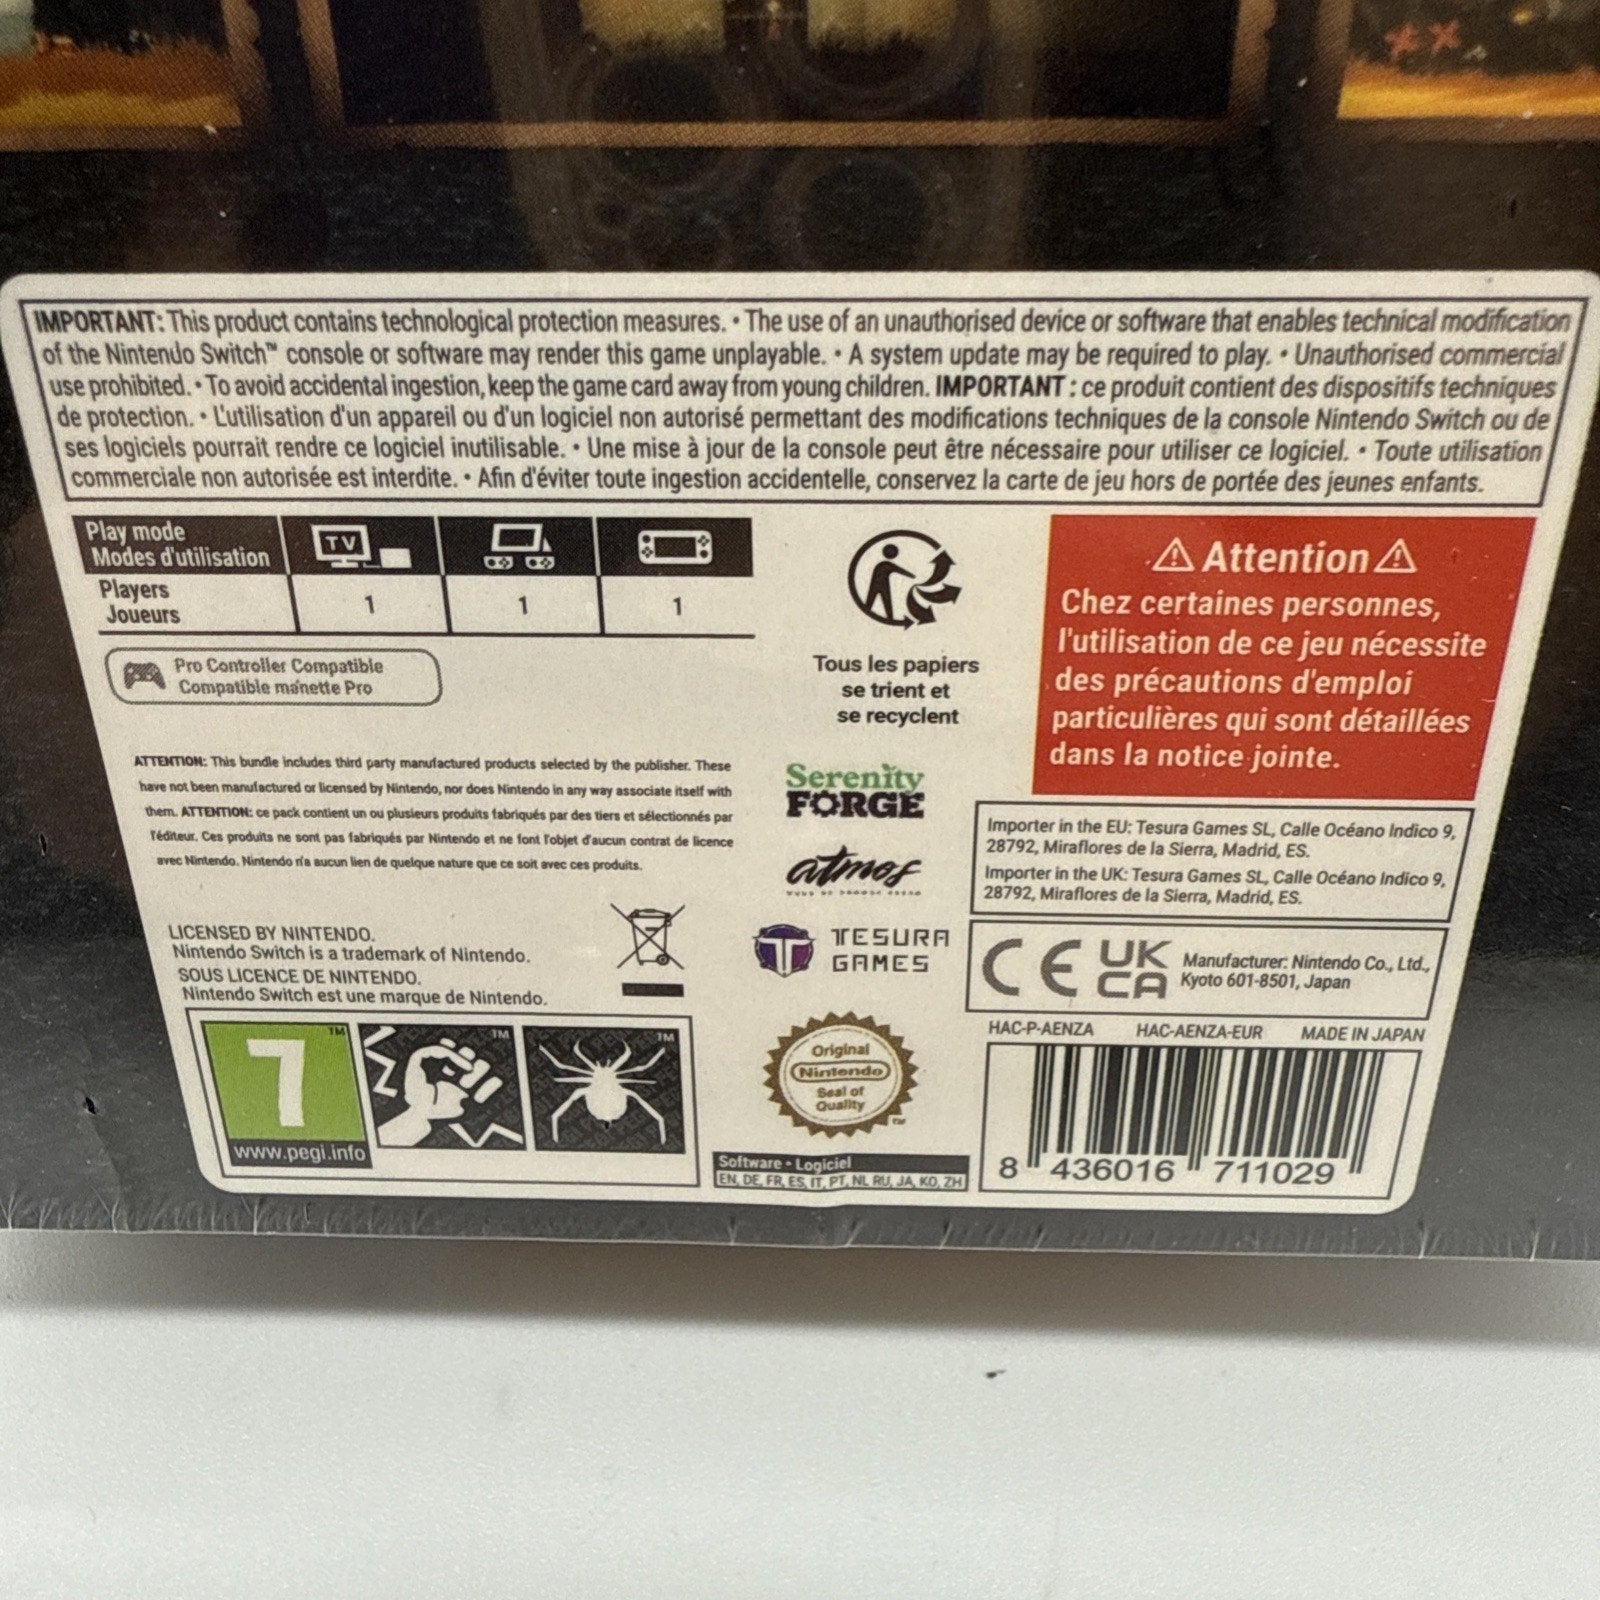 IMPORTANT: This product contains technological protection measures. • The use of an unauthorised device or software that enables technical modification
of the Nintendo Switch™ console or software may render this game unplayable. • A system update may be required to play. • Unauthorised commercial
use prohibited. • To avoid accidental ingestion, keep the game card away from young children. IMPORTANT : ce produit contient des dispositifs techniques
de protection. • L'utilisation d'un appareil ou d'un logiciel non autorisé permettant des modifications techniques de la console Nintendo Switch ou de
ses logiciels pourrait rendre ce logiciel inutilisable. • Une mise à jour de la console peut être nécessaire pour utiliser ce logiciel. • Toute utilisation
commerciale non autorisée est interdite. • Afin d'éviter toute ingestion accidentelle, conservez la carte de jeu hors de portée des jeunes enfants.
Play mode
Modes d'utilisation
TV
Players
Joueurs
1 1 1
Pro Controller Compatible
Compatible manette Pro
Tous les papiers
se trient et
se recyclent
⚠ Attention ⚠
Chez certaines personnes,
l'utilisation de ce jeu nécessite
des précautions d'emploi
particulières qui sont détaillées
dans la notice jointe.
ATTENTION: This bundle includes third party manufactured products selected by the publisher. These
have not been manufactured or licensed by Nintendo, nor does Nintendo in any way associate itself with
them. ATTENTION: ce pack contient un ou plusieurs produits fabriqués par des tiers et sélectionnés par
l'éditeur. Ces produits ne sont pas fabriqués par Nintendo et ne font l'objet d'aucun contrat de licence
avec Nintendo. Nintendo n'a aucun lien de quelque nature que ce soit avec ces produits.
Serenity
FORGE
atmos
TESURA
GAMES
Importer in the EU: Tesura Games SL, Calle Océano Indico 9,
28792, Miraflores de la Sierra, Madrid, ES.
Importer in the UK: Tesura Games SL, Calle Océano Indico 9,
28792, Miraflores de la Sierra, Madrid, ES.
LICENSED BY NINTENDO.
Nintendo Switch is a trademark of Nintendo.
SOUS LICENCE DE NINTENDO.
Nintendo Switch est une marque de Nintendo.
CE UK
CA
Manufacturer: Nintendo Co., Ltd.,
Kyoto 601-8501, Japan
HAC-P-AENZA HAC-AENZA-EUR MADE IN JAPAN
7
™ ™ ™
www.pegi.info
Original
Nintendo
Seal of
Quality
™
Software • Logiciel
EN, DE, FR, ES, IT, PT, NL RU, JA, KO, ZH
8 436016 711029